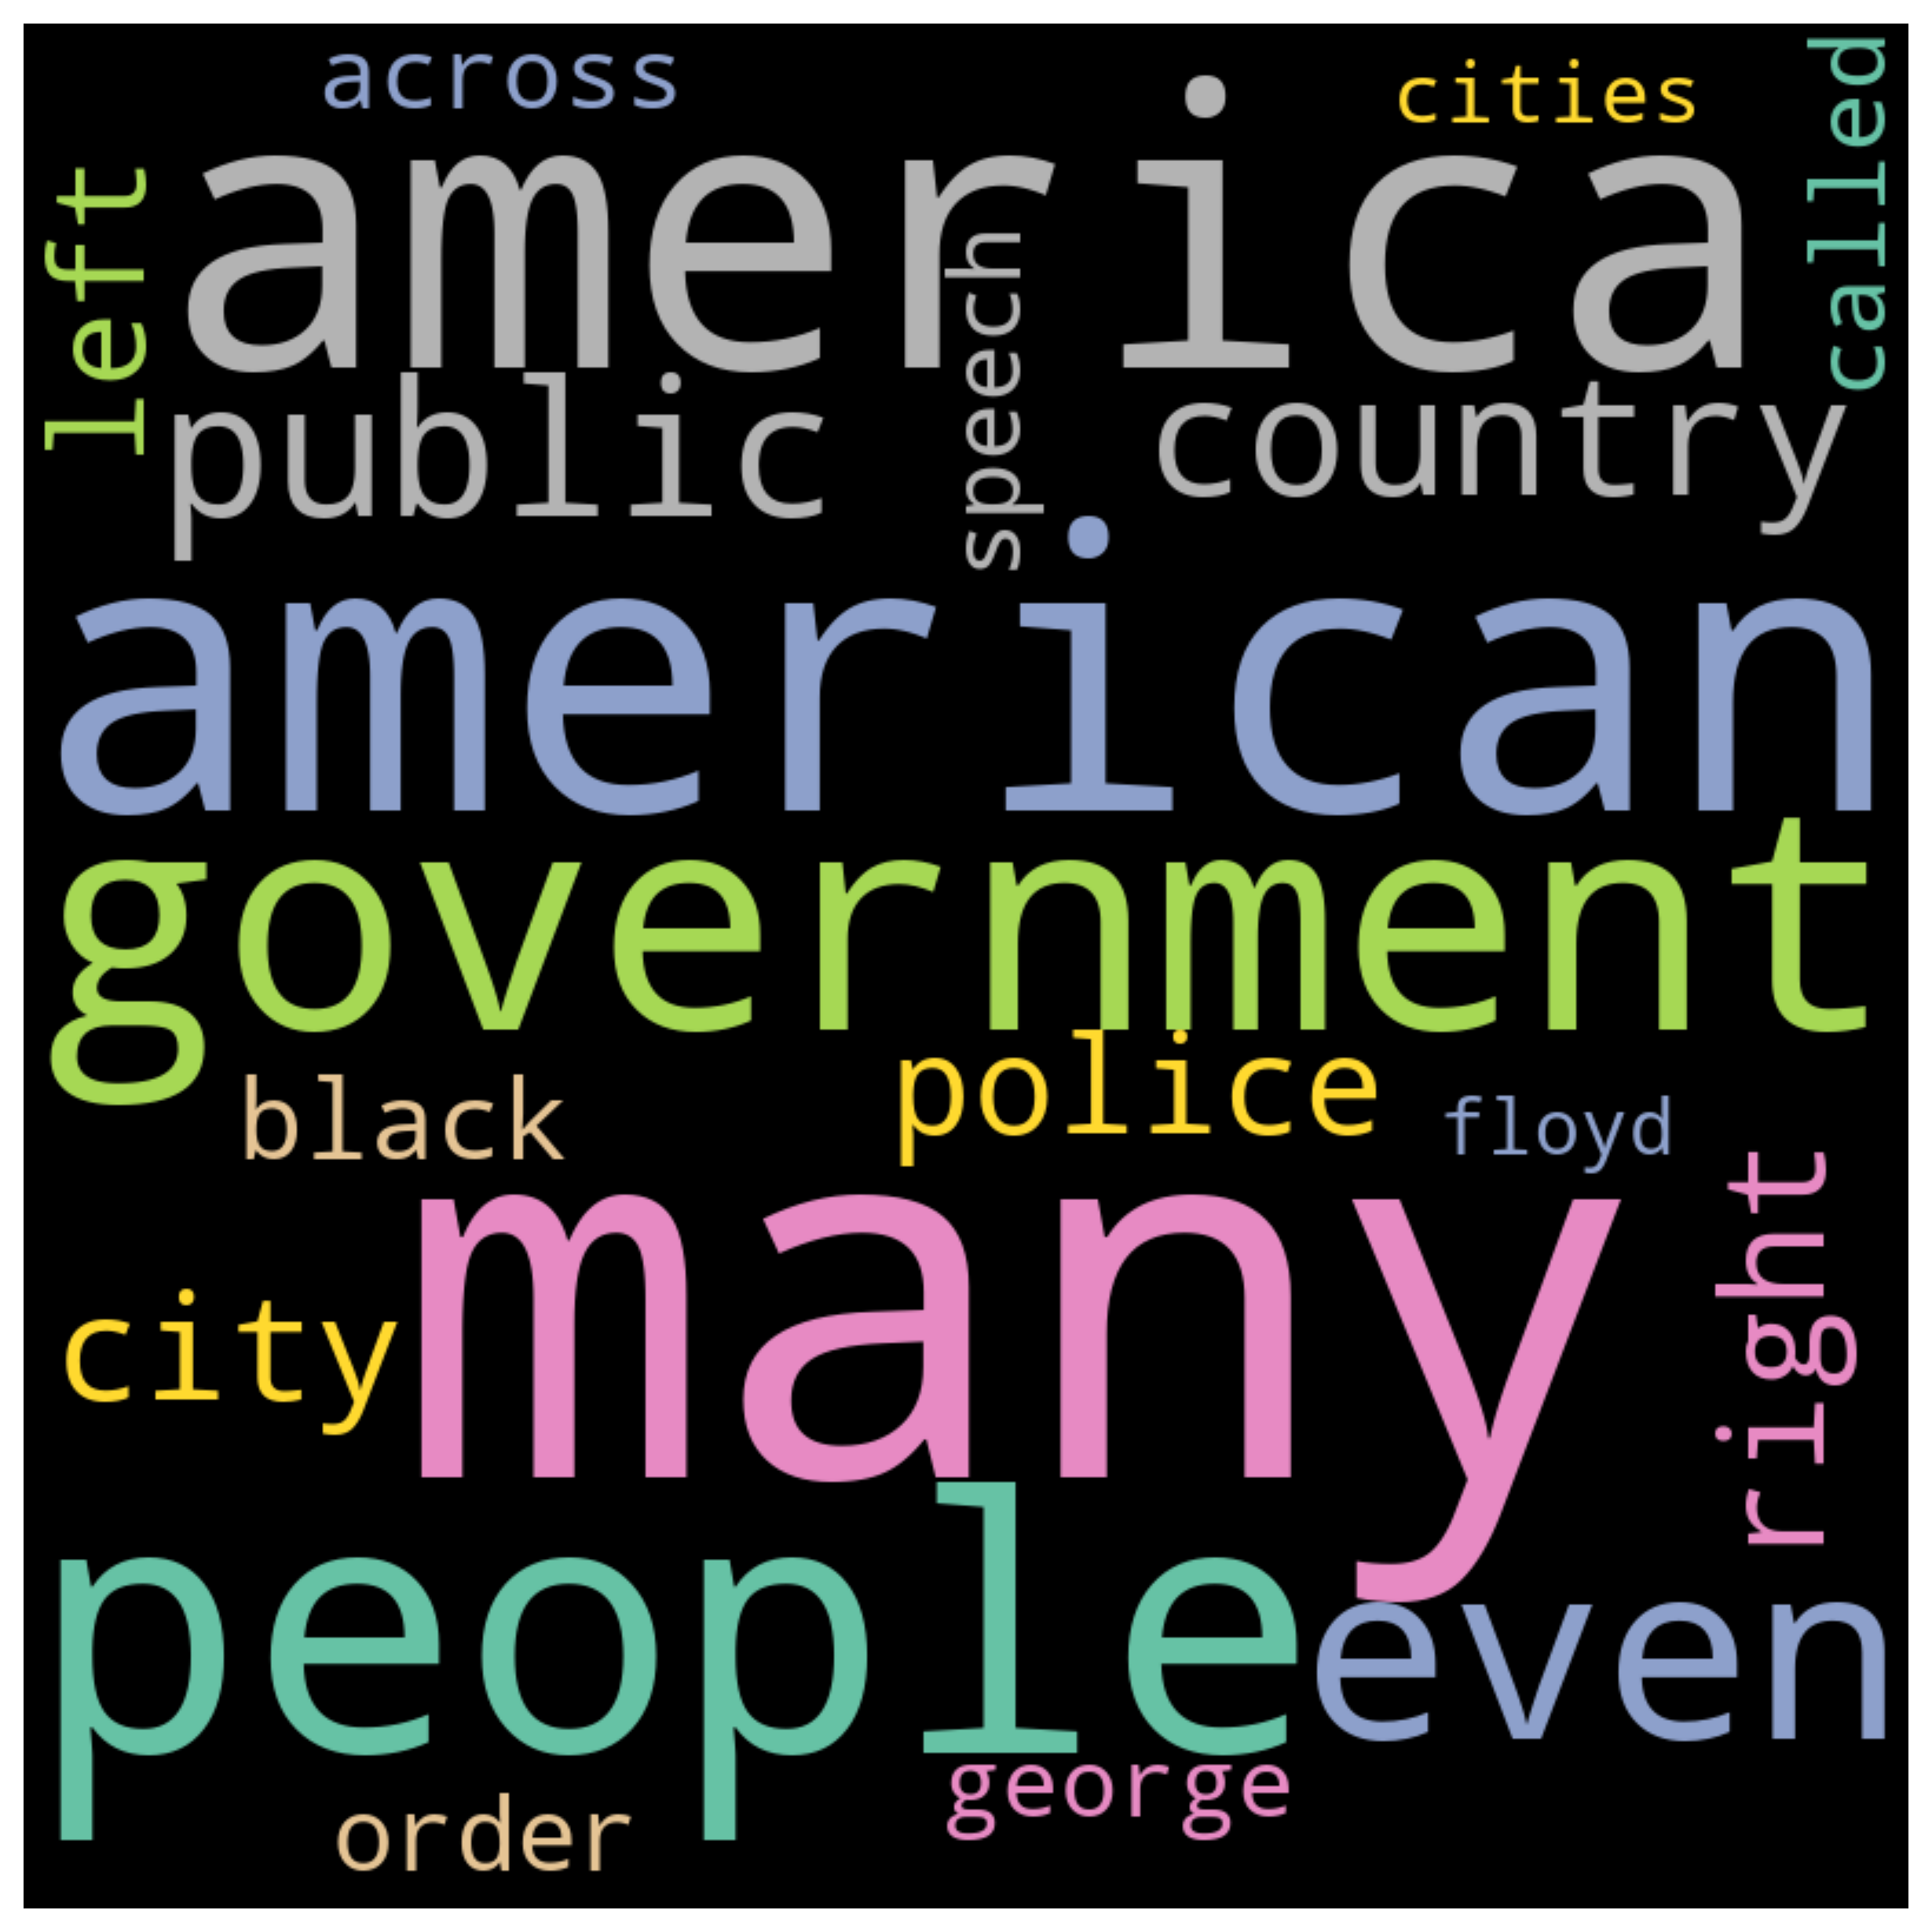 across
cities
called
left
america
speech
public
country
american
government
police
black
floyd
many
right
city
people
even
george
order